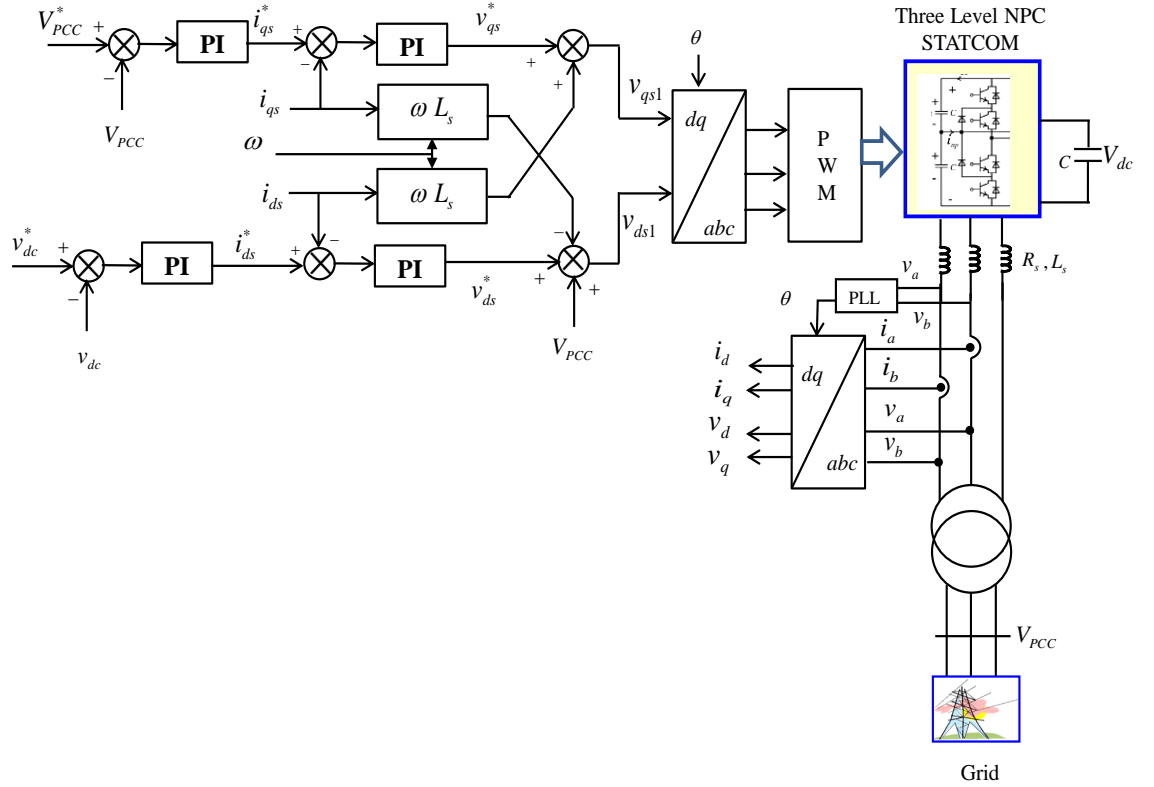 Three Level NPC
STATCOM
V*PCC
+
−
PI
i*qs
+
−
PI
v*qs
+
+
VPCC
iqs
ω Ls
ω
ids
ω Ls
v*dc
+
−
PI
i*ds
+
−
PI
v*ds
−
+
+
VPCC
vdc
vqs1
vds1
θ
dq
abc
P
W
M
+
+
-
C
+
-
C
inp
-
C
Vdc
Rs , Ls
va
vb
PLL
θ
ia
ib
va
vb
dq
abc
id
iq
vd
vq
VPCC
Grid